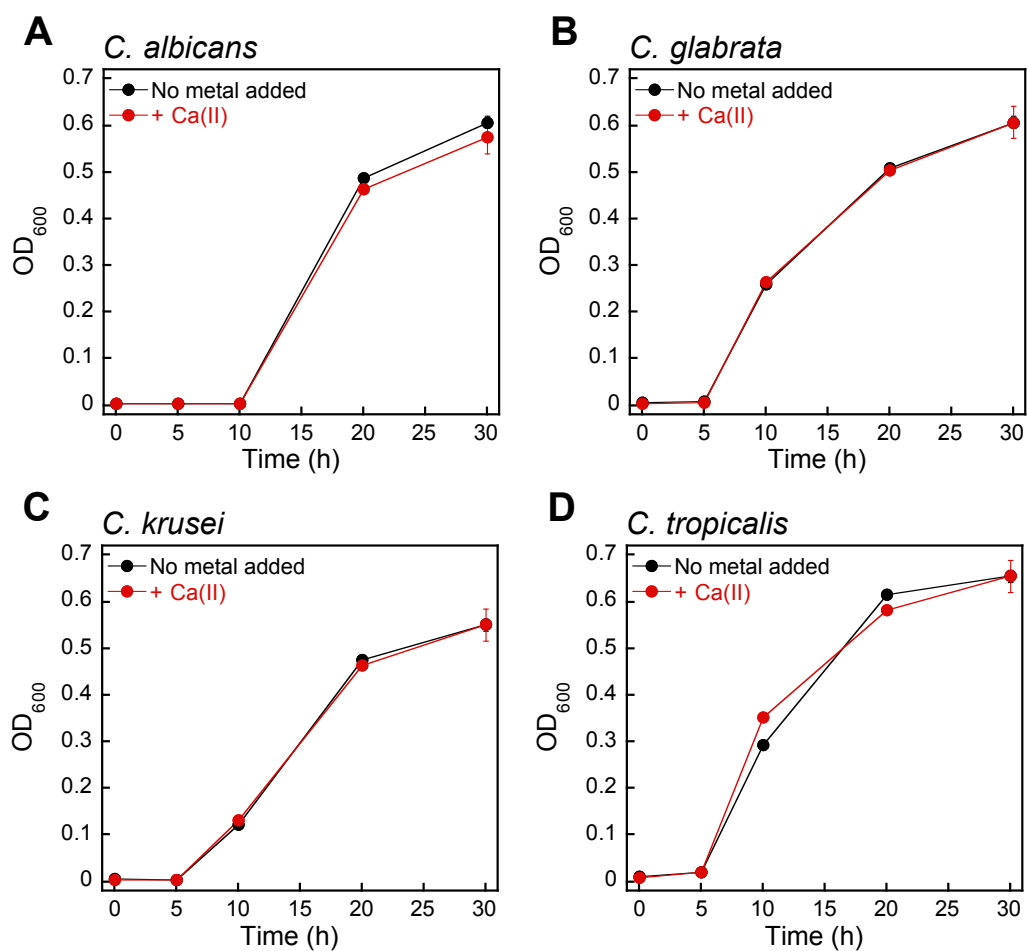 A
C. albicans
No metal added
+ Ca(II)
0.7
0.6
0.5
0.4
0.3
0.2
0.1
0
OD600
0 5 10 15 20 25 30
Time (h)
B
C. glabrata
No metal added
+ Ca(II)
0.7
0.6
0.5
0.4
0.3
0.2
0.1
0
OD600
0 5 10 15 20 25 30
Time (h)
C
C. krusei
No metal added
+ Ca(II)
0.7
0.6
0.5
0.4
0.3
0.2
0.1
0
OD600
0 5 10 15 20 25 30
Time (h)
D
C. tropicalis
No metal added
+ Ca(II)
0.7
0.6
0.5
0.4
0.3
0.2
0.1
0
OD600
0 5 10 15 20 25 30
Time (h)